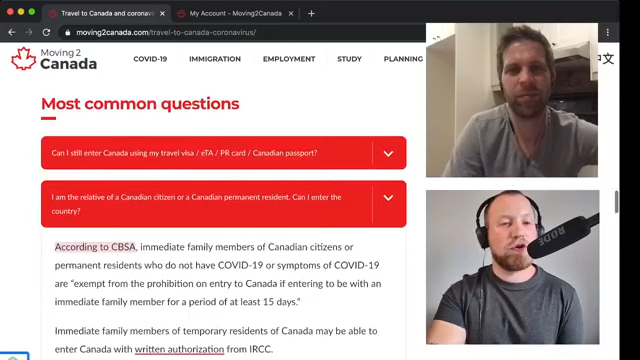 Travel to Canada and coronavir
My Account – Moving2Canada
moving2canada.com/travel-to-canada-coronavirus/
Moving2
Canada
COVID-19 IMMIGRATION EMPLOYMENT STUDY PLANNING
中文
Most common questions
Can I still enter Canada using my travel visa / eTA / PR card / Canadian passport?
I am the relative of a Canadian citizen or a Canadian permanent resident. Can I enter the
country?
According to CBSA, immediate family members of Canadian citizens or
permanent residents who do not have COVID-19 or symptoms of COVID-19
are “exempt from the prohibition on entry to Canada if entering to be with an
immediate family member for a period of at least 15 days.”
Immediate family members of temporary residents of Canada may be able to
enter Canada with written authorization from IRCC.
RØDE